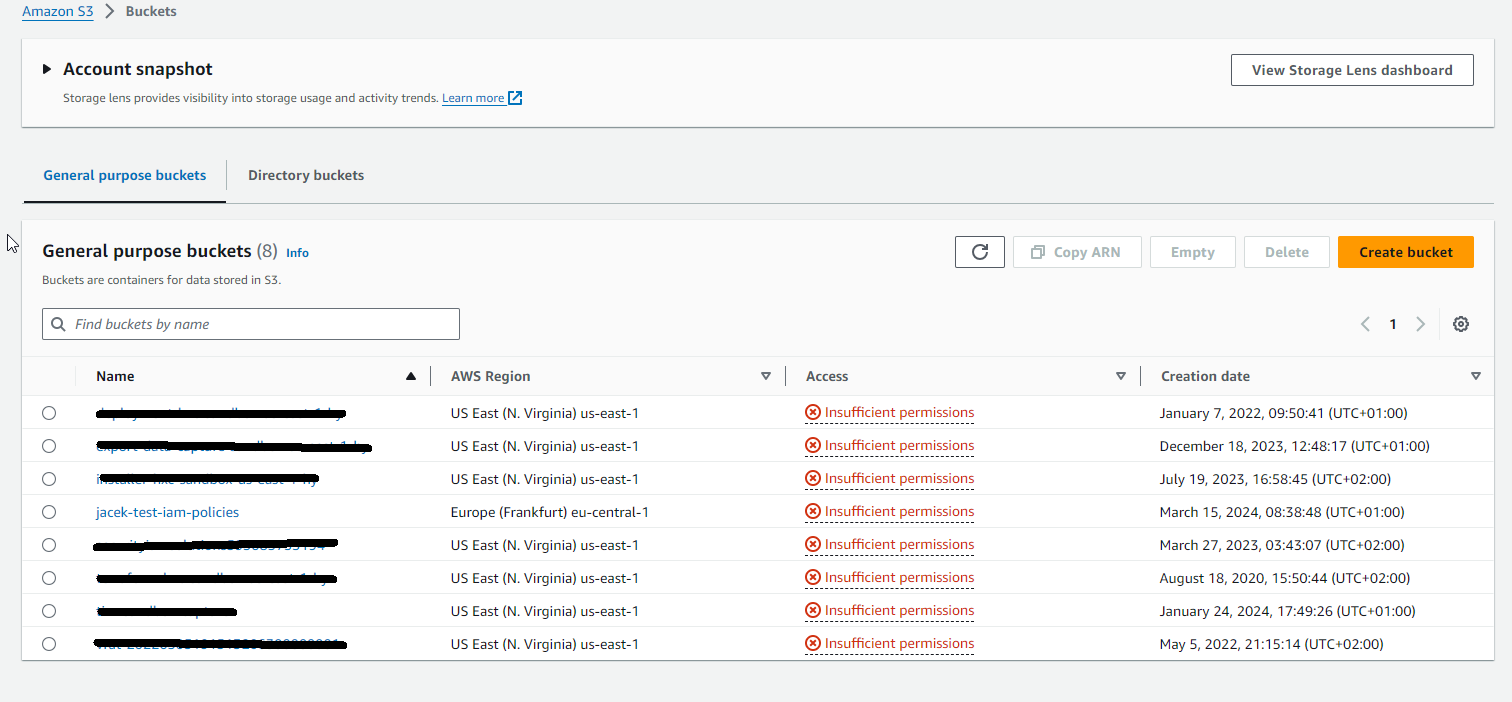 Amazon S3 > Buckets
Account snapshot
View Storage Lens dashboard
Storage lens provides visibility into storage usage and activity trends. Learn more
General purpose buckets
Directory buckets
General purpose buckets (8) Info
Copy ARN
Empty
Delete
Create bucket
Buckets are containers for data stored in S3.
Find buckets by name
1
Name AWS Region Access Creation date
US East (N. Virginia) us-east-1 Insufficient permissions January 7, 2022, 09:50:41 (UTC+01:00)
US East (N. Virginia) us-east-1 Insufficient permissions December 18, 2023, 12:48:17 (UTC+01:00)
US East (N. Virginia) us-east-1 Insufficient permissions July 19, 2023, 16:58:45 (UTC+02:00)
jacek-test-iam-policies Europe (Frankfurt) eu-central-1 Insufficient permissions March 15, 2024, 08:38:48 (UTC+01:00)
US East (N. Virginia) us-east-1 Insufficient permissions March 27, 2023, 03:43:07 (UTC+02:00)
US East (N. Virginia) us-east-1 Insufficient permissions August 18, 2020, 15:50:44 (UTC+02:00)
US East (N. Virginia) us-east-1 Insufficient permissions January 24, 2024, 17:49:26 (UTC+01:00)
US East (N. Virginia) us-east-1 Insufficient permissions May 5, 2022, 21:15:14 (UTC+02:00)